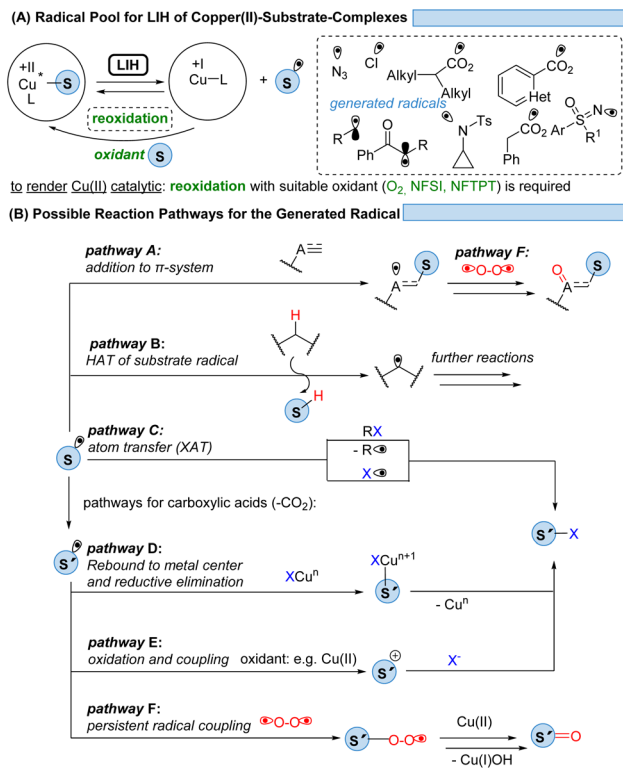 (A) Radical Pool for LIH of Copper(II)-Substrate-Complexes
+II
Cu * S
L
LIH
reoxidation
oxidant S
+I
Cu—L
+ S
N3
Cl
Alkyl
CO2
Alkyl
CO2
Het
generated radicals
R
Ph
O
R
N
Ts
CO2
Ph
O
S
N
Ar
R1
to render Cu(II) catalytic: reoxidation with suitable oxidant (O2, NFSI, NFTPT) is required
(B) Possible Reaction Pathways for the Generated Radical
pathway A:
addition to π-system
A
A
S
pathway F:
O-O
O
A
S
pathway B:
HAT of substrate radical
H
S
H
further reactions
S
pathway C:
atom transfer (XAT)
RX
- R
X
pathways for carboxylic acids (-CO2):
S′—X
S′
pathway D:
Rebound to metal center
and reductive elimination
XCun
XCun+1
S′
- Cun
pathway E:
oxidation and coupling
oxidant: e.g. Cu(II)
S′ +
X-
pathway F:
persistent radical coupling
O-O
S′—O-O
Cu(II)
- Cu(I)OH
S′=O